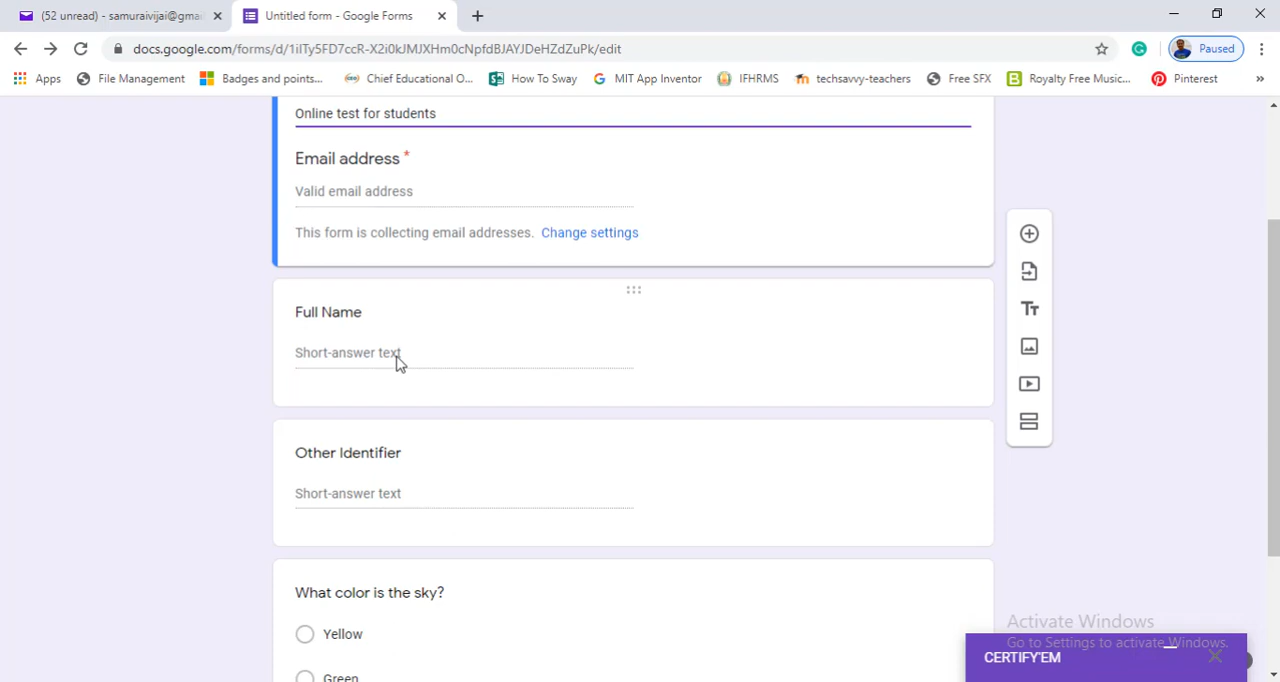 (52 unread) - samuraivijai@gma
Untitled form - Google Forms
docs.google.com/forms/d/1iITy5FD7ccR-X2i0kJMJXHm0cNpfdBJAYJDeHZdZuPk/edit
Paused
Apps
File Management
Badges and points...
Chief Educational O...
How To Sway
MIT App Inventor
IFHRMS
techsavvy-teachers
Free SFX
Royalty Free Music...
Pinterest
»
Online test for students
Email address *
Valid email address
This form is collecting email addresses. Change settings
Full Name
Short-answer text
Other Identifier
Short-answer text
What color is the sky?
Yellow
Green
Activate Windows
Go to Settings to activate Windows.
CERTIFY'EM